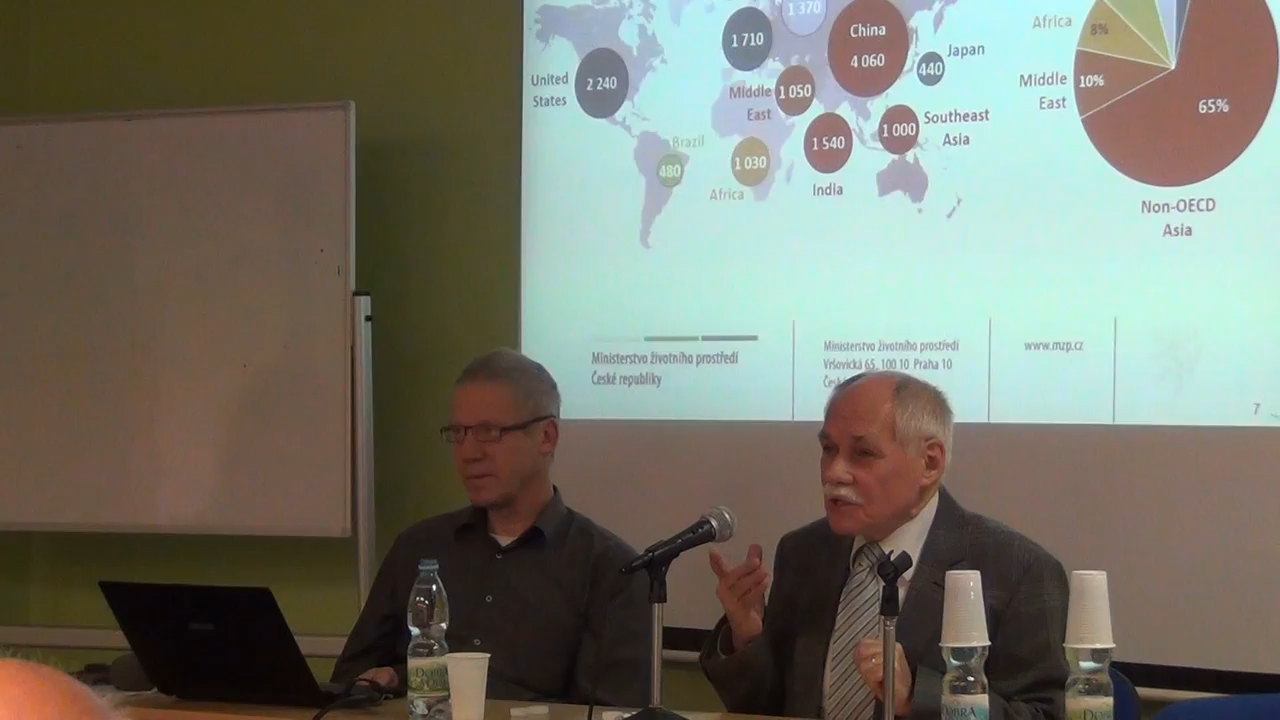 1 370
United
States
2 240
1 710
Middle
East
1 050
China
4 060
Japan
440
Brazil
480
Africa
1 030
1 540
India
1 000
Southeast
Asia
Africa
8%
Middle
East
10%
65%
Non-OECD
Asia
Ministerstvo životního prostředí
České republiky
Ministerstvo životního prostředí
Vršovická 65, 100 10 Praha 10
www.mzp.cz
7
DOBRÁ
DOBRÁ